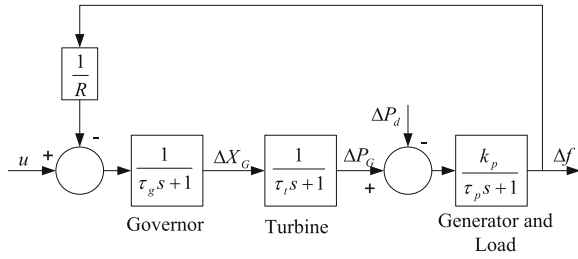 1
R
-
ΔP_d
u
+
1
τ_g s + 1
ΔX_G
1
τ_t s + 1
ΔP_G
+
-
k_p
τ_p s + 1
Δf
Governor
Turbine
Generator and
Load